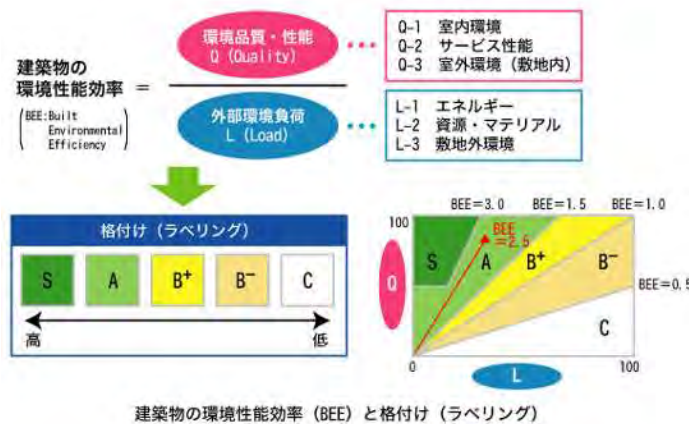 建築物の
環境性能効率 =
(BEE:Built
Environmental
Efficiency)
環境品質・性能
Q (Quality)
外部環境負荷
L (Load)
Q-1 室内環境
Q-2 サービス性能
Q-3 室外環境（敷地内）
L-1 エネルギー
L-2 資源・マテリアル
L-3 敷地外環境
格付け（ラベリング）
S A B+ B- C
高 低
BEE=3.0 BEE=1.5 BEE=1.0
100
BEE
=2.5
S A B+ B-
Q
BEE=0.5
C
0 100
L
建築物の環境性能効率（BEE）と格付け（ラベリング）